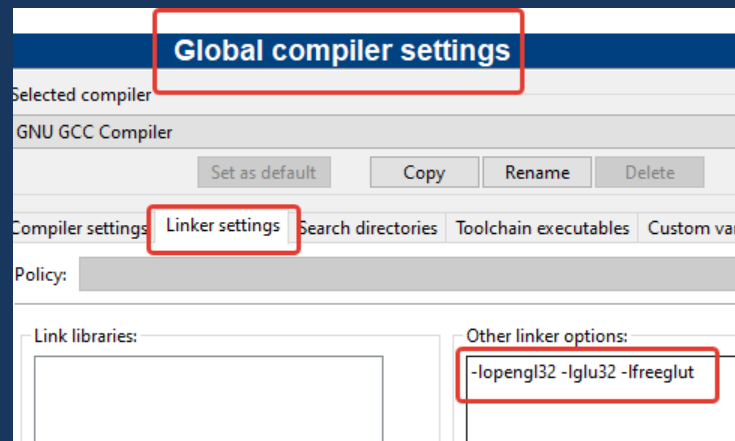 Global compiler settings
Selected compiler
GNU GCC Compiler
Set as default Copy Rename Delete
Compiler settings Linker settings Search directories Toolchain executables Custom var
Policy:
Link libraries: Other linker options:
-lopengl32 -lglu32 -lfreeglut